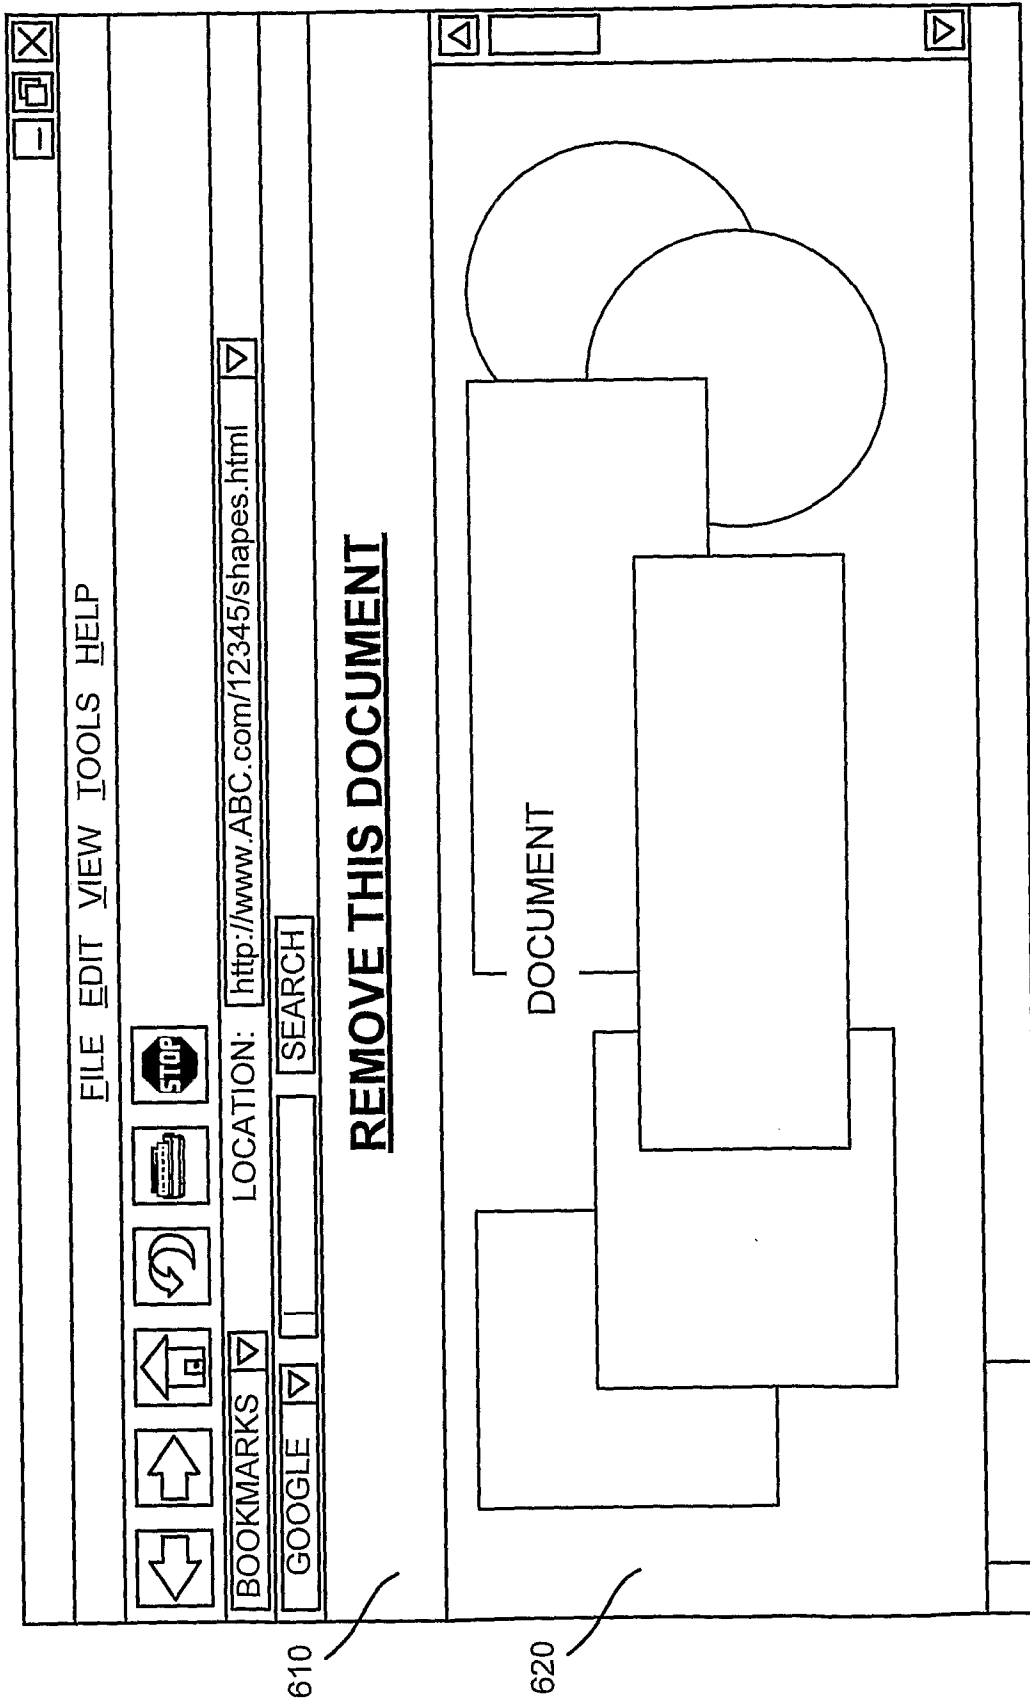 FILE EDIT VIEW TOOLS HELP
STOP
BOOKMARKS LOCATION: http://www.ABC.com/12345/shapes.html
GOOGLE SEARCH
610
REMOVE THIS DOCUMENT
620
DOCUMENT